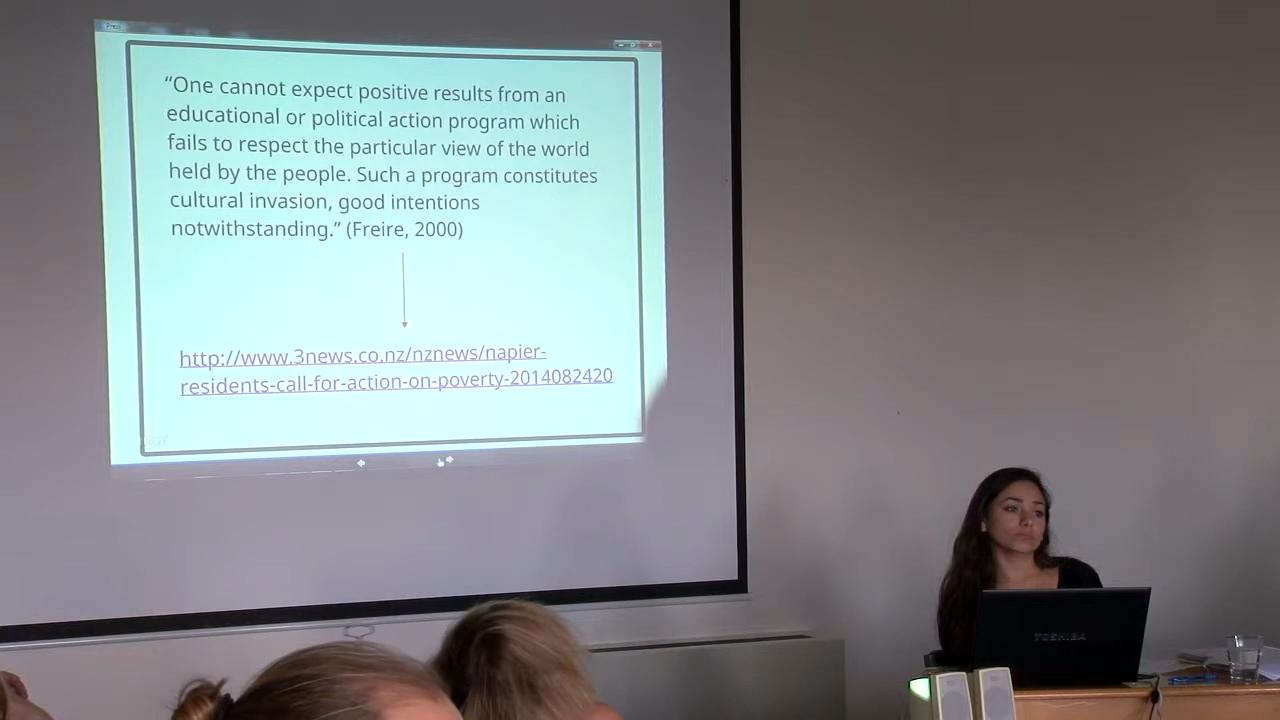 Prezi
“One cannot expect positive results from an
educational or political action program which
fails to respect the particular view of the world
held by the people. Such a program constitutes
cultural invasion, good intentions
notwithstanding.” (Freire, 2000)
http://www.3news.co.nz/nznews/napier-
residents-call-for-action-on-poverty-2014082420
TOSHIBA